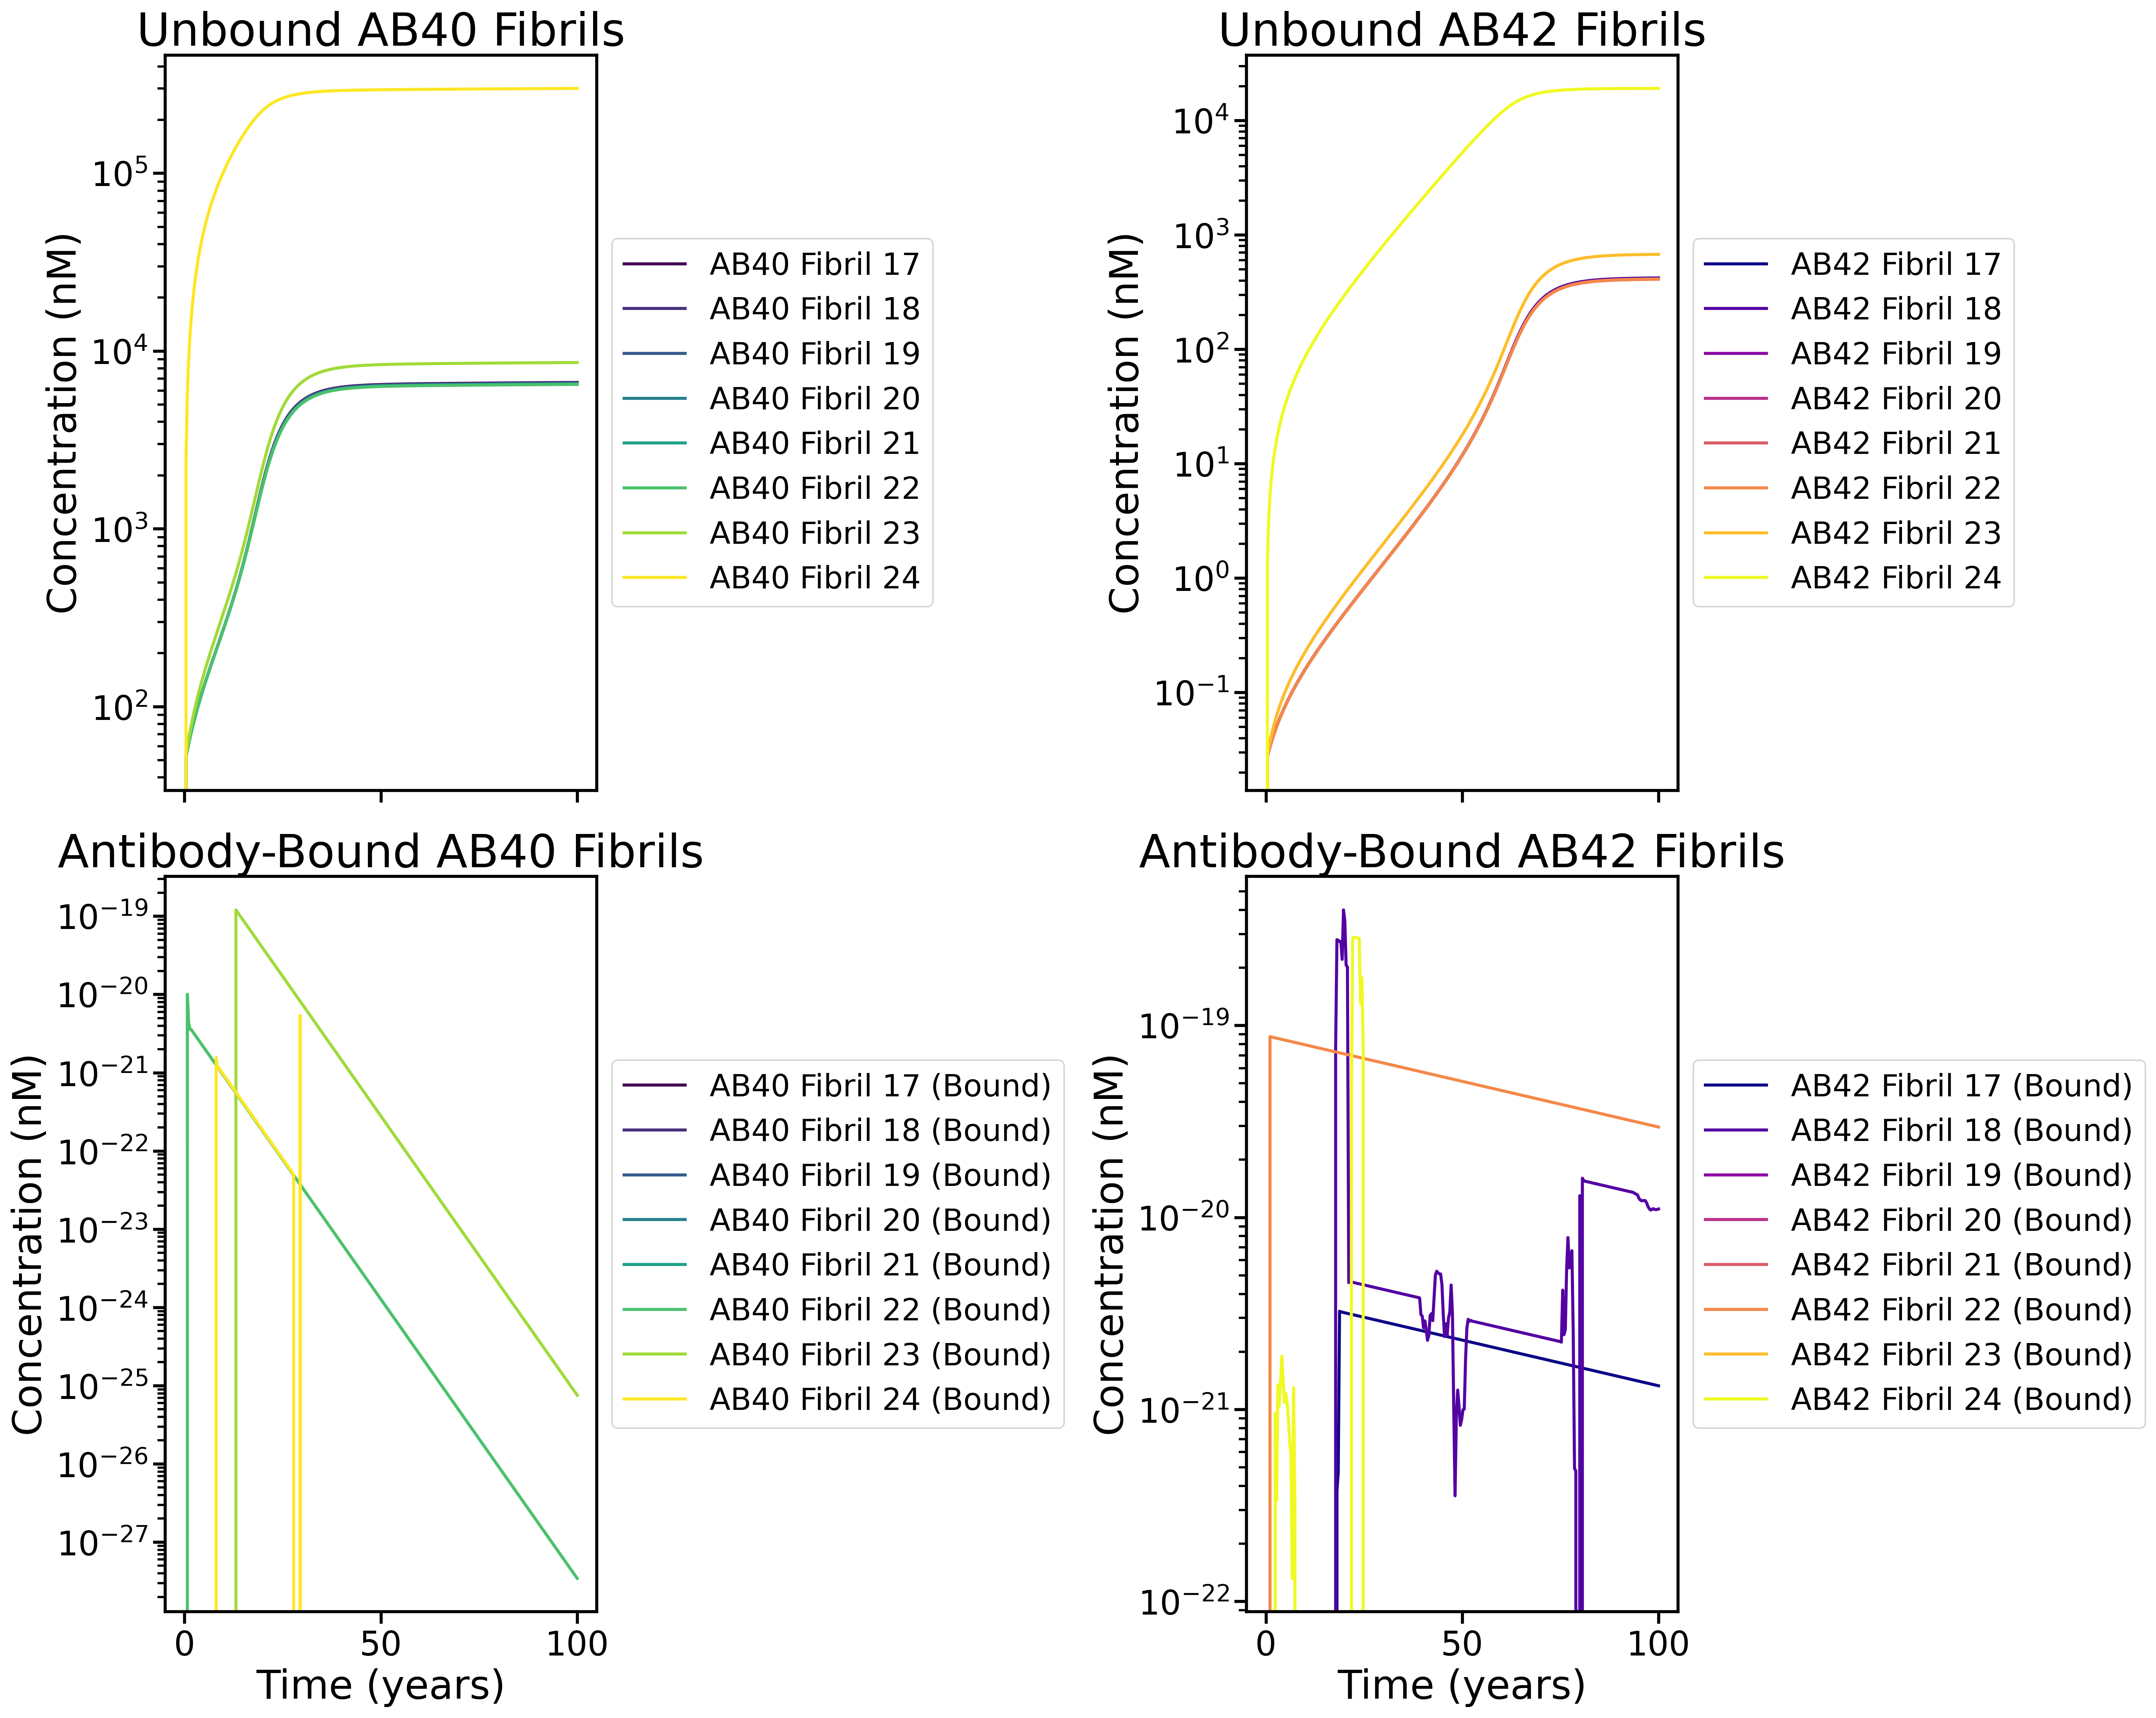 Unbound AB40 Fibrils
Concentration (nM)
10^5
10^4
10^3
10^2
AB40 Fibril 17
AB40 Fibril 18
AB40 Fibril 19
AB40 Fibril 20
AB40 Fibril 21
AB40 Fibril 22
AB40 Fibril 23
AB40 Fibril 24
Unbound AB42 Fibrils
Concentration (nM)
10^4
10^3
10^2
10^1
10^0
10^−1
AB42 Fibril 17
AB42 Fibril 18
AB42 Fibril 19
AB42 Fibril 20
AB42 Fibril 21
AB42 Fibril 22
AB42 Fibril 23
AB42 Fibril 24
Antibody-Bound AB40 Fibrils
Concentration (nM)
10^−19
10^−20
10^−21
10^−22
10^−23
10^−24
10^−25
10^−26
10^−27
0 50 100
Time (years)
AB40 Fibril 17 (Bound)
AB40 Fibril 18 (Bound)
AB40 Fibril 19 (Bound)
AB40 Fibril 20 (Bound)
AB40 Fibril 21 (Bound)
AB40 Fibril 22 (Bound)
AB40 Fibril 23 (Bound)
AB40 Fibril 24 (Bound)
Antibody-Bound AB42 Fibrils
Concentration (nM)
10^−19
10^−20
10^−21
10^−22
0 50 100
Time (years)
AB42 Fibril 17 (Bound)
AB42 Fibril 18 (Bound)
AB42 Fibril 19 (Bound)
AB42 Fibril 20 (Bound)
AB42 Fibril 21 (Bound)
AB42 Fibril 22 (Bound)
AB42 Fibril 23 (Bound)
AB42 Fibril 24 (Bound)